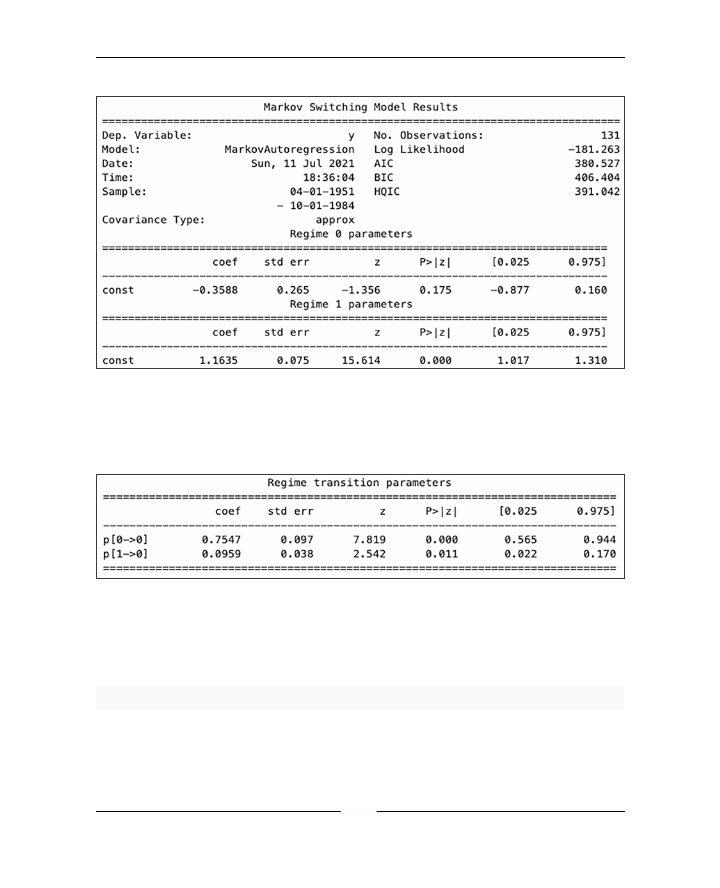 Markov Switching Model Results
==============================================================================
Dep. Variable: y No. Observations: 131
Model: MarkovAutoregression Log Likelihood −181.263
Date: Sun, 11 Jul 2021 AIC 380.527
Time: 18:36:04 BIC 406.404
Sample: 04−01−1951 HQIC 391.042
− 10−01−1984
Covariance Type: approx
Regime 0 parameters
==============================================================================
coef std err z P>|z| [0.025 0.975]
------------------------------------------------------------------------------
const −0.3588 0.265 −1.356 0.175 −0.877 0.160
Regime 1 parameters
==============================================================================
coef std err z P>|z| [0.025 0.975]
------------------------------------------------------------------------------
const 1.1635 0.075 15.614 0.000 1.017 1.310
Regime transition parameters
==============================================================================
coef std err z P>|z| [0.025 0.975]
------------------------------------------------------------------------------
p[0−>0] 0.7547 0.097 7.819 0.000 0.565 0.944
p[1−>0] 0.0959 0.038 2.542 0.011 0.022 0.170
==============================================================================